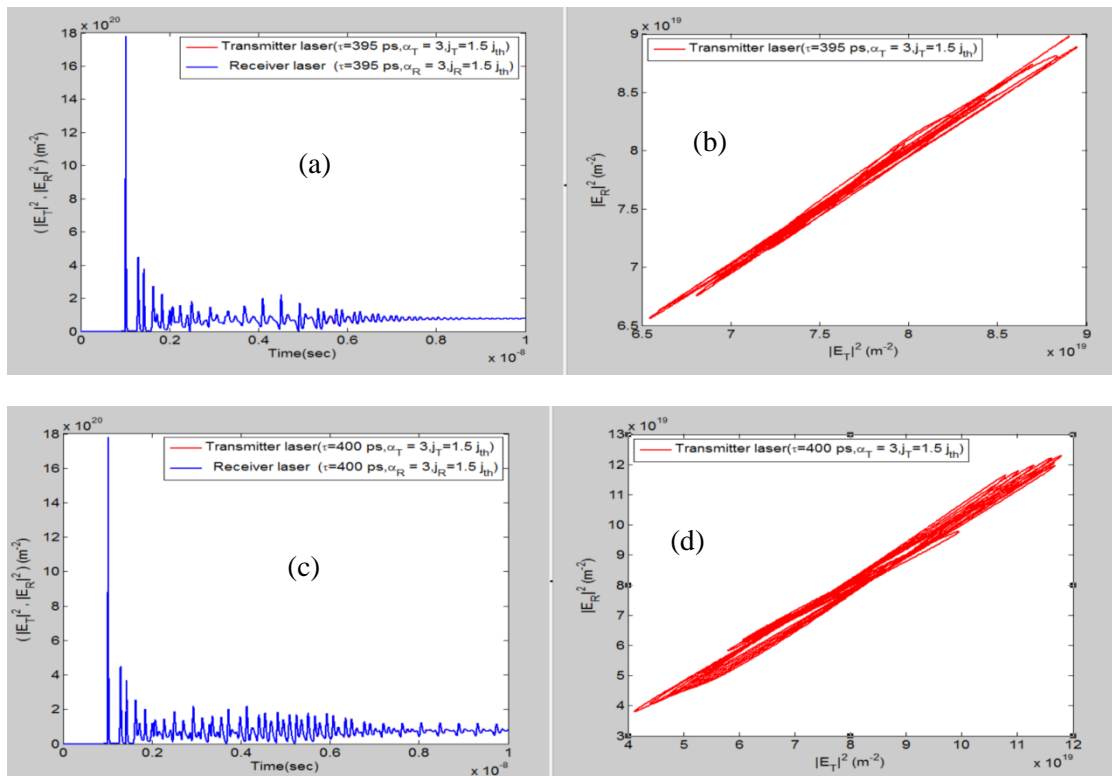 x 10^20
18
16
14
12
10
8
6
4
2
0
(|E_T|^2 , |E_R|^2 ) (m^-2)
Transmitter laser(τ=395 ps,α_T = 3,j_T=1.5 j_th)
Receiver laser (τ=395 ps,α_R = 3,j_R=1.5 j_th)
(a)
0 0.2 0.4 0.6 0.8 1
Time(sec)
x 10^-8
x 10^19
9
8.5
8
7.5
7
6.5
|E_R|^2 (m^-2)
Transmitter laser(τ=395 ps,α_T = 3,j_T=1.5 j_th)
(b)
6.5 7 7.5 8 8.5 9
|E_T|^2 (m^-2)
x 10^19
x 10^20
18
16
14
12
10
8
6
4
2
0
(|E_T|^2 , |E_R|^2 ) (m^-2)
Transmitter laser(τ=400 ps,α_T = 3,j_T=1.5 j_th)
Receiver laser (τ=400 ps,α_R = 3,j_R=1.5 j_th)
(c)
0 0.2 0.4 0.6 0.8 1
Time(sec)
x 10^-8
x 10^19
13
12
11
10
9
8
7
6
5
4
3
|E_R|^2 (m^-2)
Transmitter laser(τ=400 ps,α_T = 3,j_T=1.5 j_th)
(d)
4 5 6 7 8 9 10 11 12
|E_T|^2 (m^-2)
x 10^19